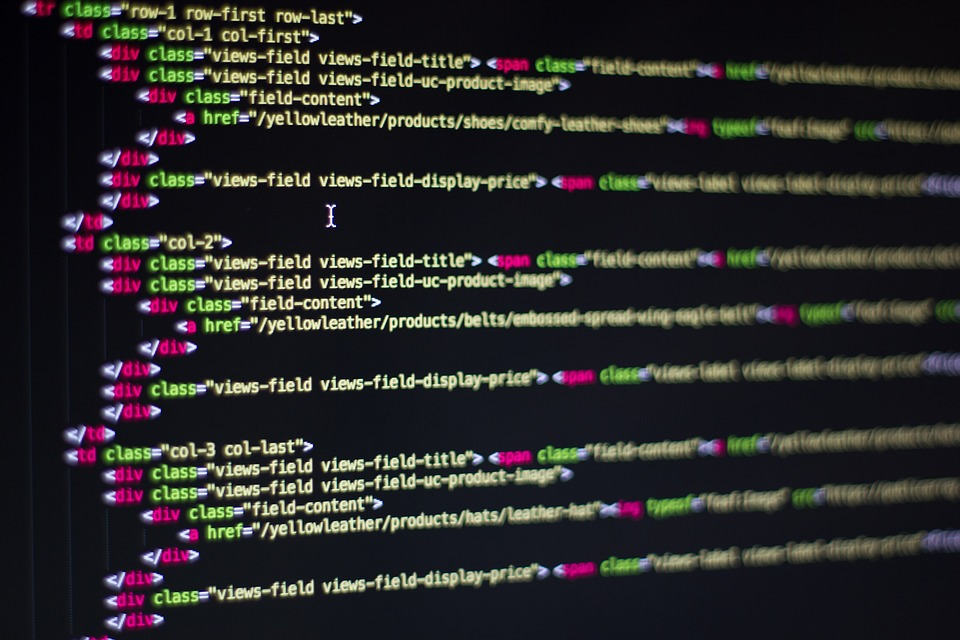 <tr class="row-1 row-first row-last">
<td class="col-1 col-first">
<div class="views-field views-field-title"> <span class="field-content"><a href="/yellowleather/products/
<div class="views-field views-field-uc-product-image">
<div class="field-content">
<a href="/yellowleather/products/shoes/comfy-leather-shoes"><img typeof="foaf:Image" src="https://
</div>
</div>
<div class="views-field views-field-display-price"> <span class="views-label views-label-display-price">
</div>
</td>
<td class="col-2">
<div class="views-field views-field-title"> <span class="field-content"><a href="/yellowleather/products/
<div class="views-field views-field-uc-product-image">
<div class="field-content">
<a href="/yellowleather/products/belts/embossed-spread-wing-eagle-belt"><img typeof="foaf:Image"
</div>
</div>
<div class="views-field views-field-display-price"> <span class="views-label views-label-display-price">
</div>
</td>
<td class="col-3 col-last">
<div class="views-field views-field-title"> <span class="field-content"><a href="/yellowleather/products/
<div class="views-field views-field-uc-product-image">
<div class="field-content">
<a href="/yellowleather/products/hats/leather-hat"><img typeof="foaf:Image" src="https://
</div>
</div>
<div class="views-field views-field-display-price"> <span class="views-label views-label-display-price">
</div>